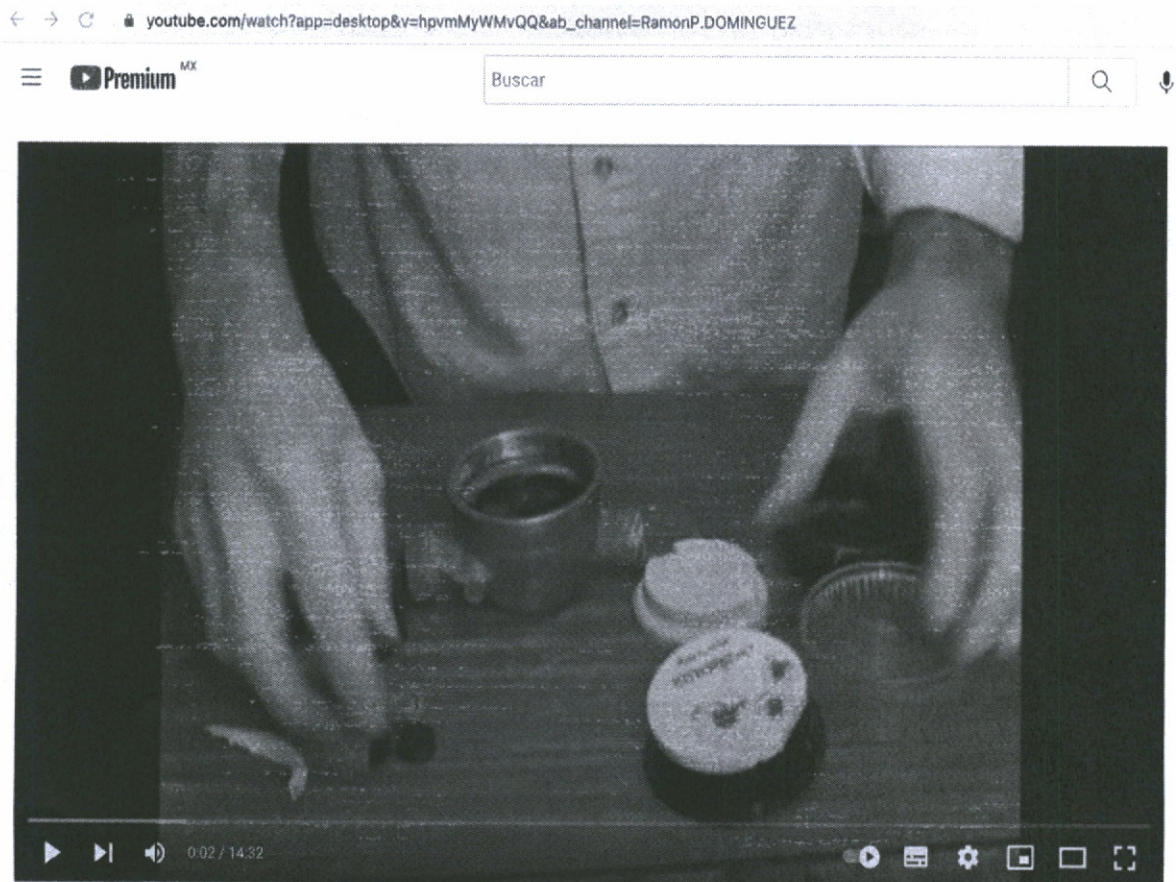 youtube.com/watch?app=desktop&v=hpvmMyWMvQQ&ab_channel=RamonP.DOMINGUEZ
Premium MX
Buscar
0:02 / 14:32